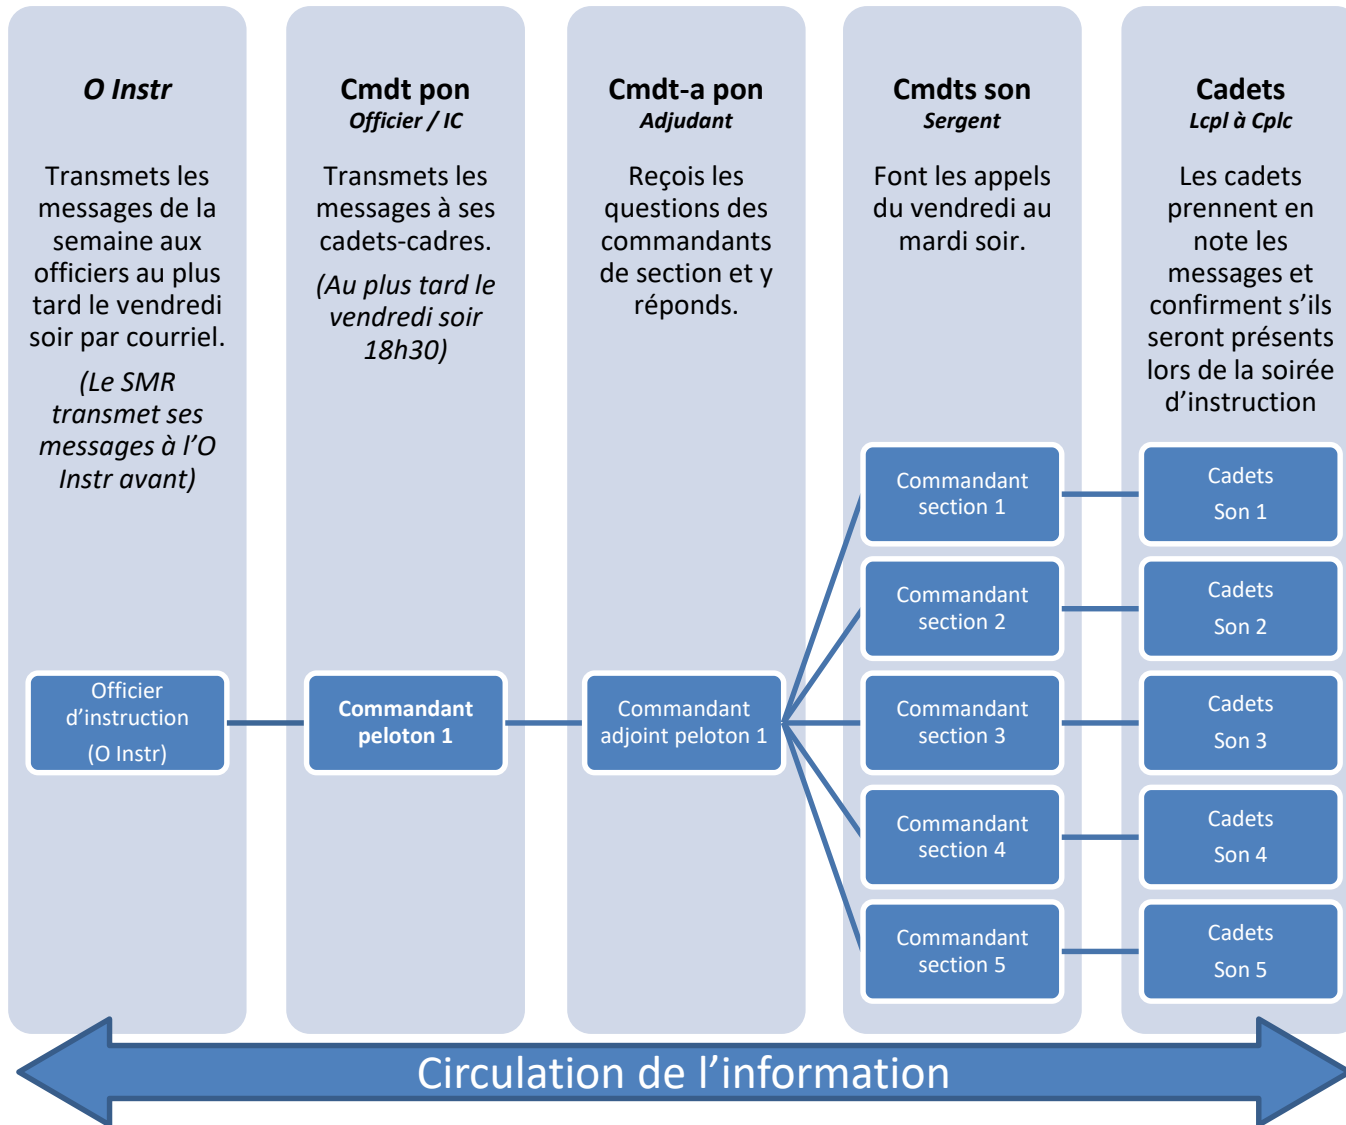 O Instr
Transmets les
messages de la
semaine aux
officiers au plus
tard le vendredi
soir par courriel.
(Le SMR
transmet ses
messages à l’O
Instr avant)
Officier
d’instruction
(O Instr)
Cmdt pon
Officier / IC
Transmets les
messages à ses
cadets-cadres.
(Au plus tard le
vendredi soir
18h30)
Commandant
peloton 1
Cmdt-a pon
Adjudant
Reçois les
questions des
commandants
de section et y
réponds.
Commandant
adjoint peloton 1
Cmdts son
Sergent
Font les appels
du vendredi au
mardi soir.
Commandant
section 1
Commandant
section 2
Commandant
section 3
Commandant
section 4
Commandant
section 5
Cadets
Lcpl à Cplc
Les cadets
prennent en
note les
messages et
confirment s’ils
seront présents
lors de la soirée
d’instruction
Cadets
Son 1
Cadets
Son 2
Cadets
Son 3
Cadets
Son 4
Cadets
Son 5
Circulation de l’information